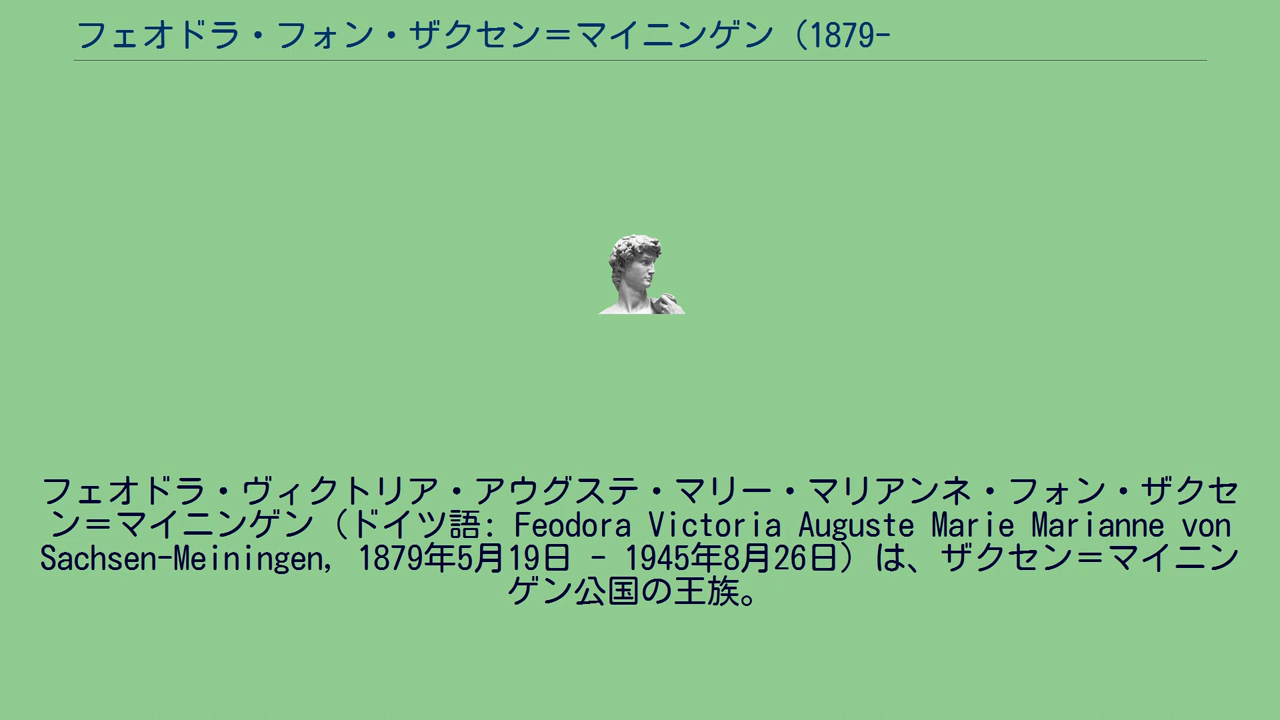 フェオドラ・フォン・ザクセン＝マイニンゲン（1879-
フェオドラ・ヴィクトリア・アウグステ・マリー・マリアンネ・フォン・ザクセ
ン＝マイニンゲン（ドイツ語: Feodora Victoria Auguste Marie Marianne von
Sachsen-Meiningen, 1879年5月19日 - 1945年8月26日）は、ザクセン＝マイニン
ゲン公国の王族。